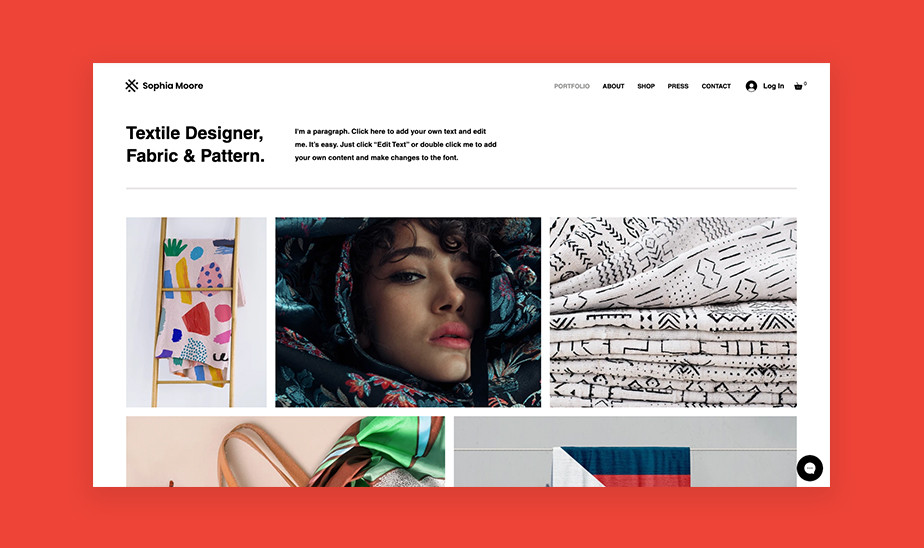 Sophia Moore
PORTFOLIO ABOUT SHOP PRESS CONTACT Log In 0
Textile Designer,
Fabric & Pattern.
I'm a paragraph. Click here to add your own text and edit
me. It's easy. Just click “Edit Text” or double click me to add
your own content and make changes to the font.